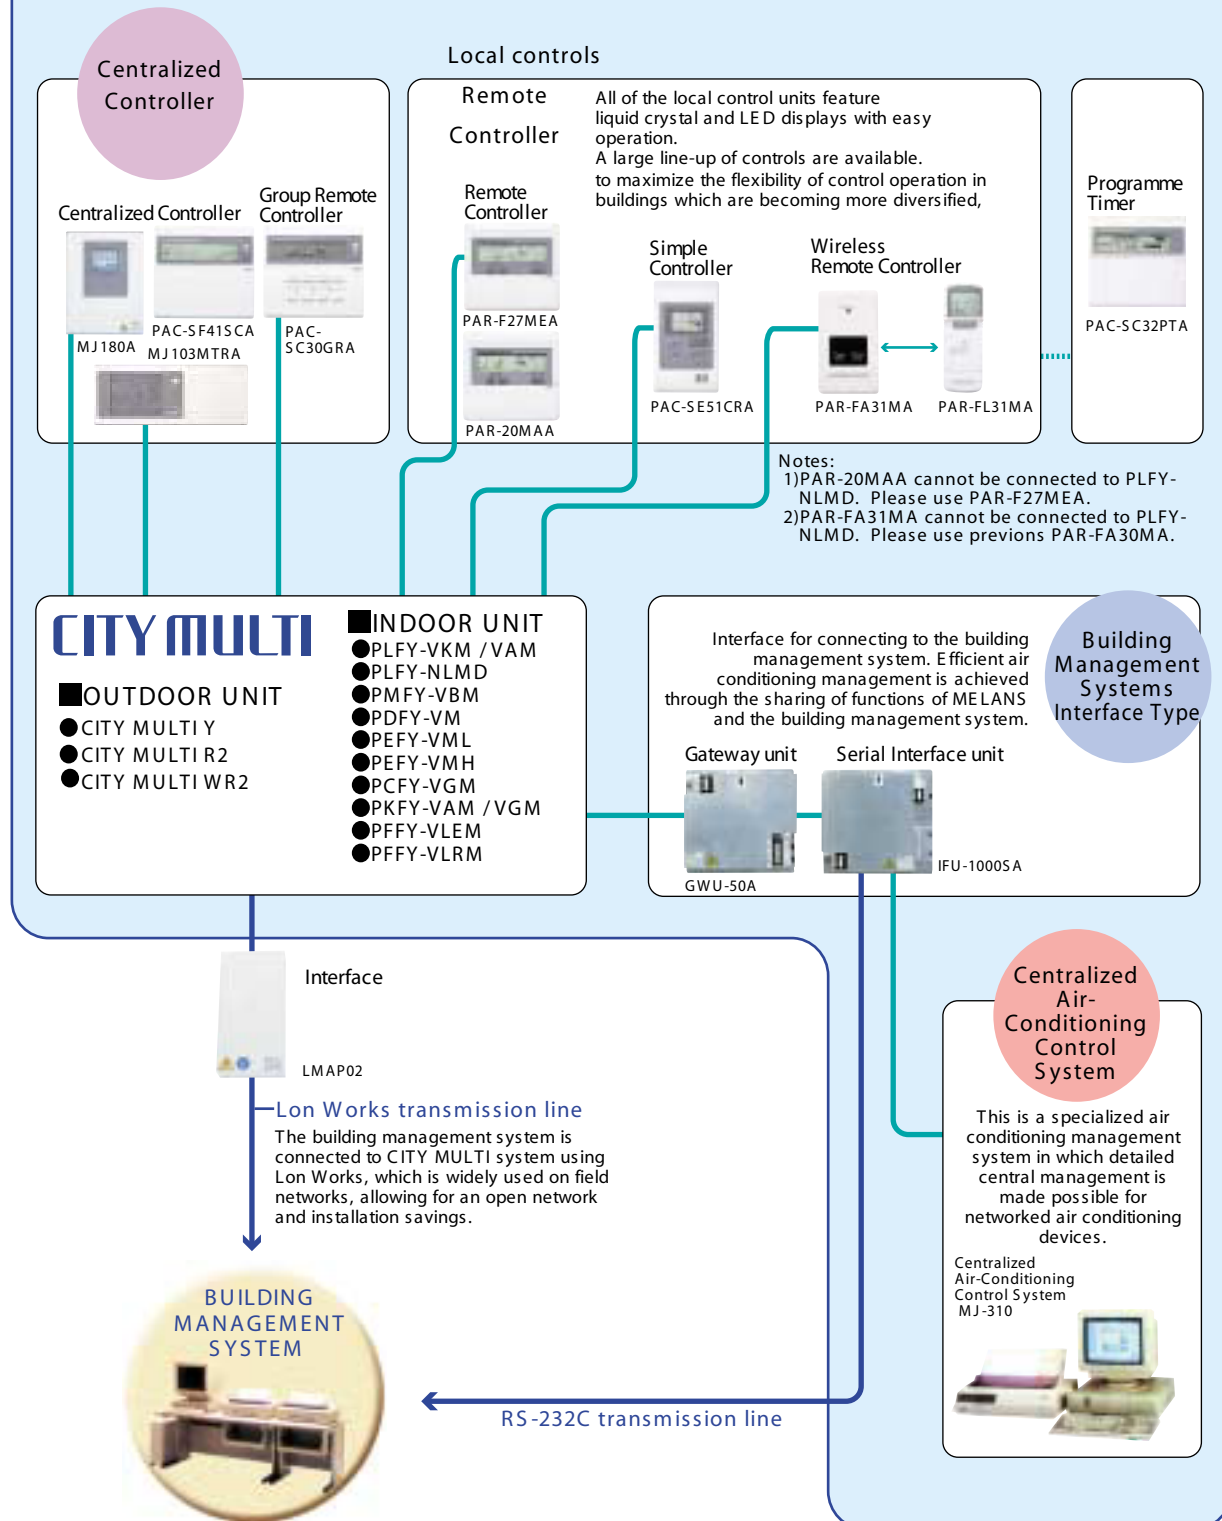 Centralized
Controller
Centralized Controller
Group Remote
Controller
MJ180A
PAC-SF41SCA
MJ103MTRA
PAC-
SC30GRA
Local controls
Remote
Controller
All of the local control units feature
liquid crystal and LED displays with easy
operation.
A large line-up of controls are available.
to maximize the flexibility of control operation in
buildings which are becoming more diversified,
Remote
Controller
PAR-F27MEA
PAR-20MAA
Simple
Controller
PAC-SE51CRA
Wireless
Remote Controller
PAR-FA31MA
PAR-FL31MA
Programme
Timer
PAC-SC32PTA
Notes:
1)PAR-20MAA cannot be connected to PLFY-
NLMD. Please use PAR-F27MEA.
2)PAR-FA31MA cannot be connected to PLFY-
NLMD. Please use previons PAR-FA30MA.
CITY MULTI
■OUTDOOR UNIT
●CITY MULTI Y
●CITY MULTI R2
●CITY MULTI WR2
■INDOOR UNIT
●PLFY-VKM / VAM
●PLFY-NLMD
●PMFY-VBM
●PDFY-VM
●PEFY-VML
●PEFY-VMH
●PCFY-VGM
●PKFY-VAM / VGM
●PFFY-VLEM
●PFFY-VLRM
Interface for connecting to the building
management system. Efficient air
conditioning management is achieved
through the sharing of functions of MELANS
and the building management system.
Building
Management
Systems
Interface Type
Gateway unit
GWU-50A
Serial Interface unit
IFU-1000SA
Interface
LMAP02
Lon Works transmission line
The building management system is
connected to CITY MULTI system using
Lon Works, which is widely used on field
networks, allowing for an open network
and installation savings.
BUILDING
MANAGEMENT
SYSTEM
RS-232C transmission line
Centralized
Air-
Conditioning
Control
System
This is a specialized air
conditioning management
system in which detailed
central management is
made possible for
networked air conditioning
devices.
Centralized
Air-Conditioning
Control System
MJ-310